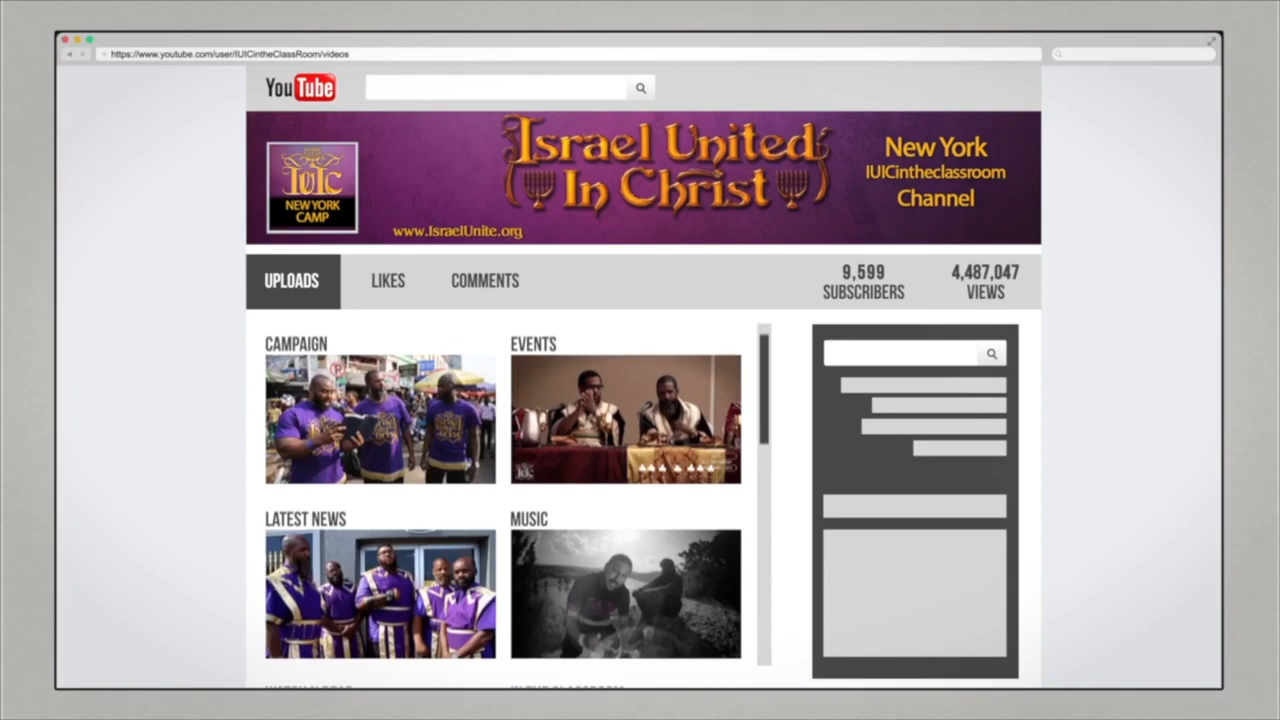 https://www.youtube.com/user/IUICintheClassRoom/videos
YouTube
Israel United
In Christ
IUIC
NEW YORK
CAMP
www.IsraelUnite.org
New York
IUICintheclassroom
Channel
UPLOADS
LIKES
COMMENTS
9,599
SUBSCRIBERS
4,487,047
VIEWS
CAMPAIGN
EVENTS
LATEST NEWS
MUSIC